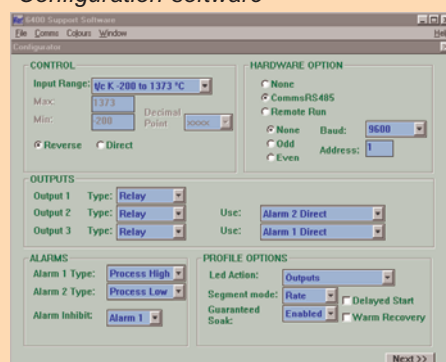 Configuration software
6400 Support Software
File Comms Colours Window Help
Configurator
CONTROL
Input Range: t/c K -200 to 1373 °C
Max: 1373
Min: -200
Decimal Point xxxx
Reverse Direct
HARDWARE OPTION
None
CommsRS485
Remote Run
None Baud: 9600
Odd Address: 1
Even
OUTPUTS
Output 1 Type: Relay
Output 2 Type: Relay Use: Alarm 2 Direct
Output 3 Type: Relay Use: Alarm 1 Direct
ALARMS
Alarm 1 Type: Process High
Alarm 2 Type: Process Low
Alarm Inhibit: Alarm 1
PROFILE OPTIONS
Led Action: Outputs
Segment mode: Rate Delayed Start
Guaranteed Soak: Enabled Warm Recovery
Next >>